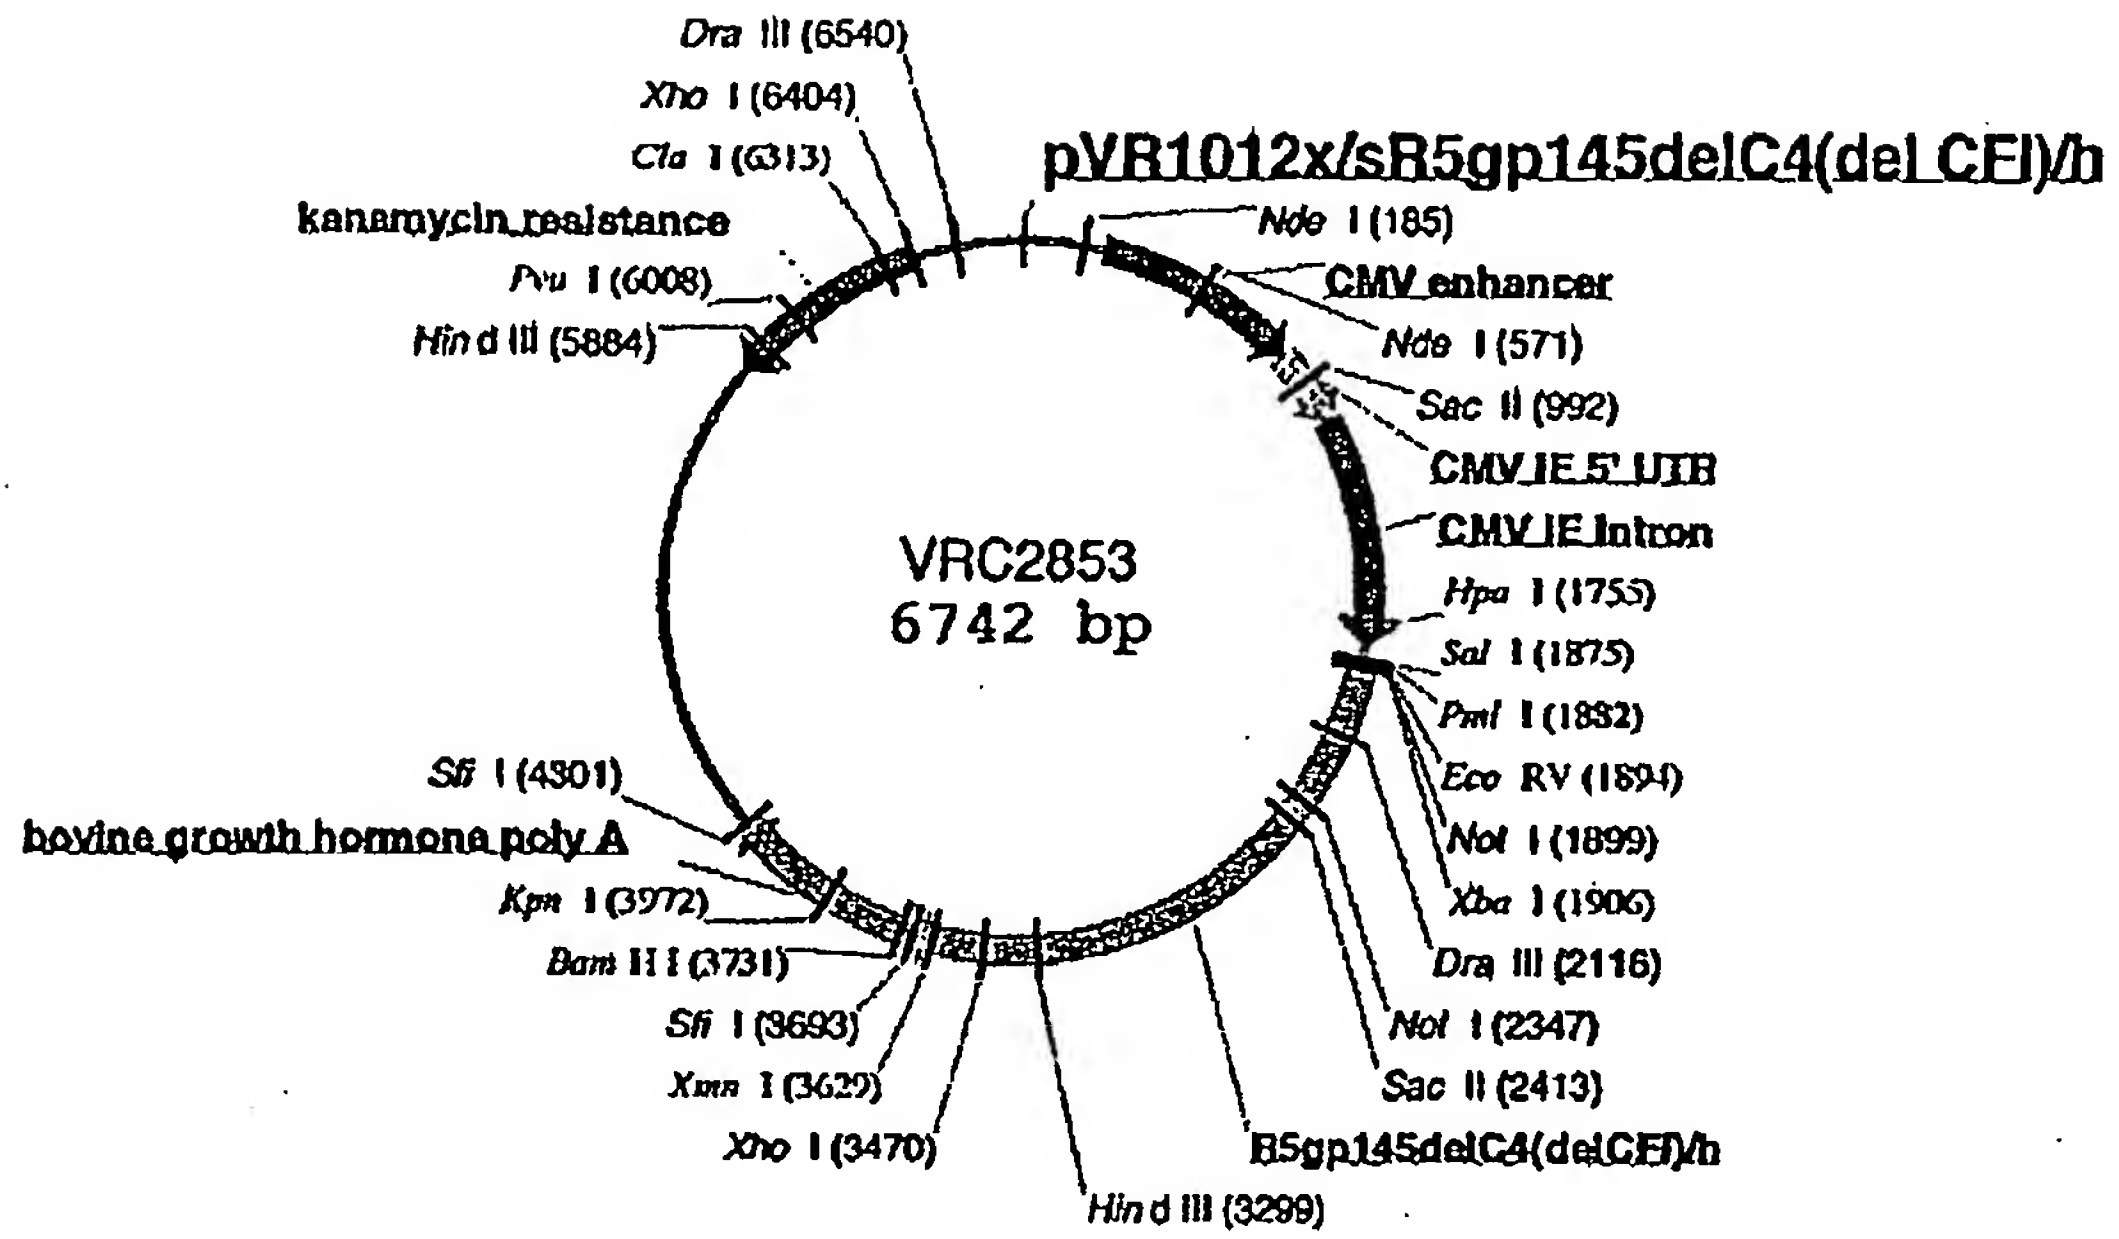 Dra III (6540)
Xho I (6404)
Cla I (6313)
kanamycin resistance
Pvu I (6008)
Hin d III (5884)
pVR1012x/sR5gp145delC4(del CFI)/h
Nde I (185)
CMV enhancer
Nde I (571)
Sac II (992)
CMV IE 5' UTR
CMV IE Intron
Hpa I (1755)
Sal I (1875)
Pml I (1882)
Eco RV (1894)
Not I (1899)
Xba I (1906)
Dra III (2116)
Not I (2347)
Sac II (2413)
R5gp145delC4(delCFI)/h
Hin d III (3299)
VRC2853
6742 bp
Sfi I (4301)
bovine growth hormone poly A
Kpn I (3972)
Bam H I (3731)
Sfi I (3693)
Xmn I (3629)
Xho I (3470)